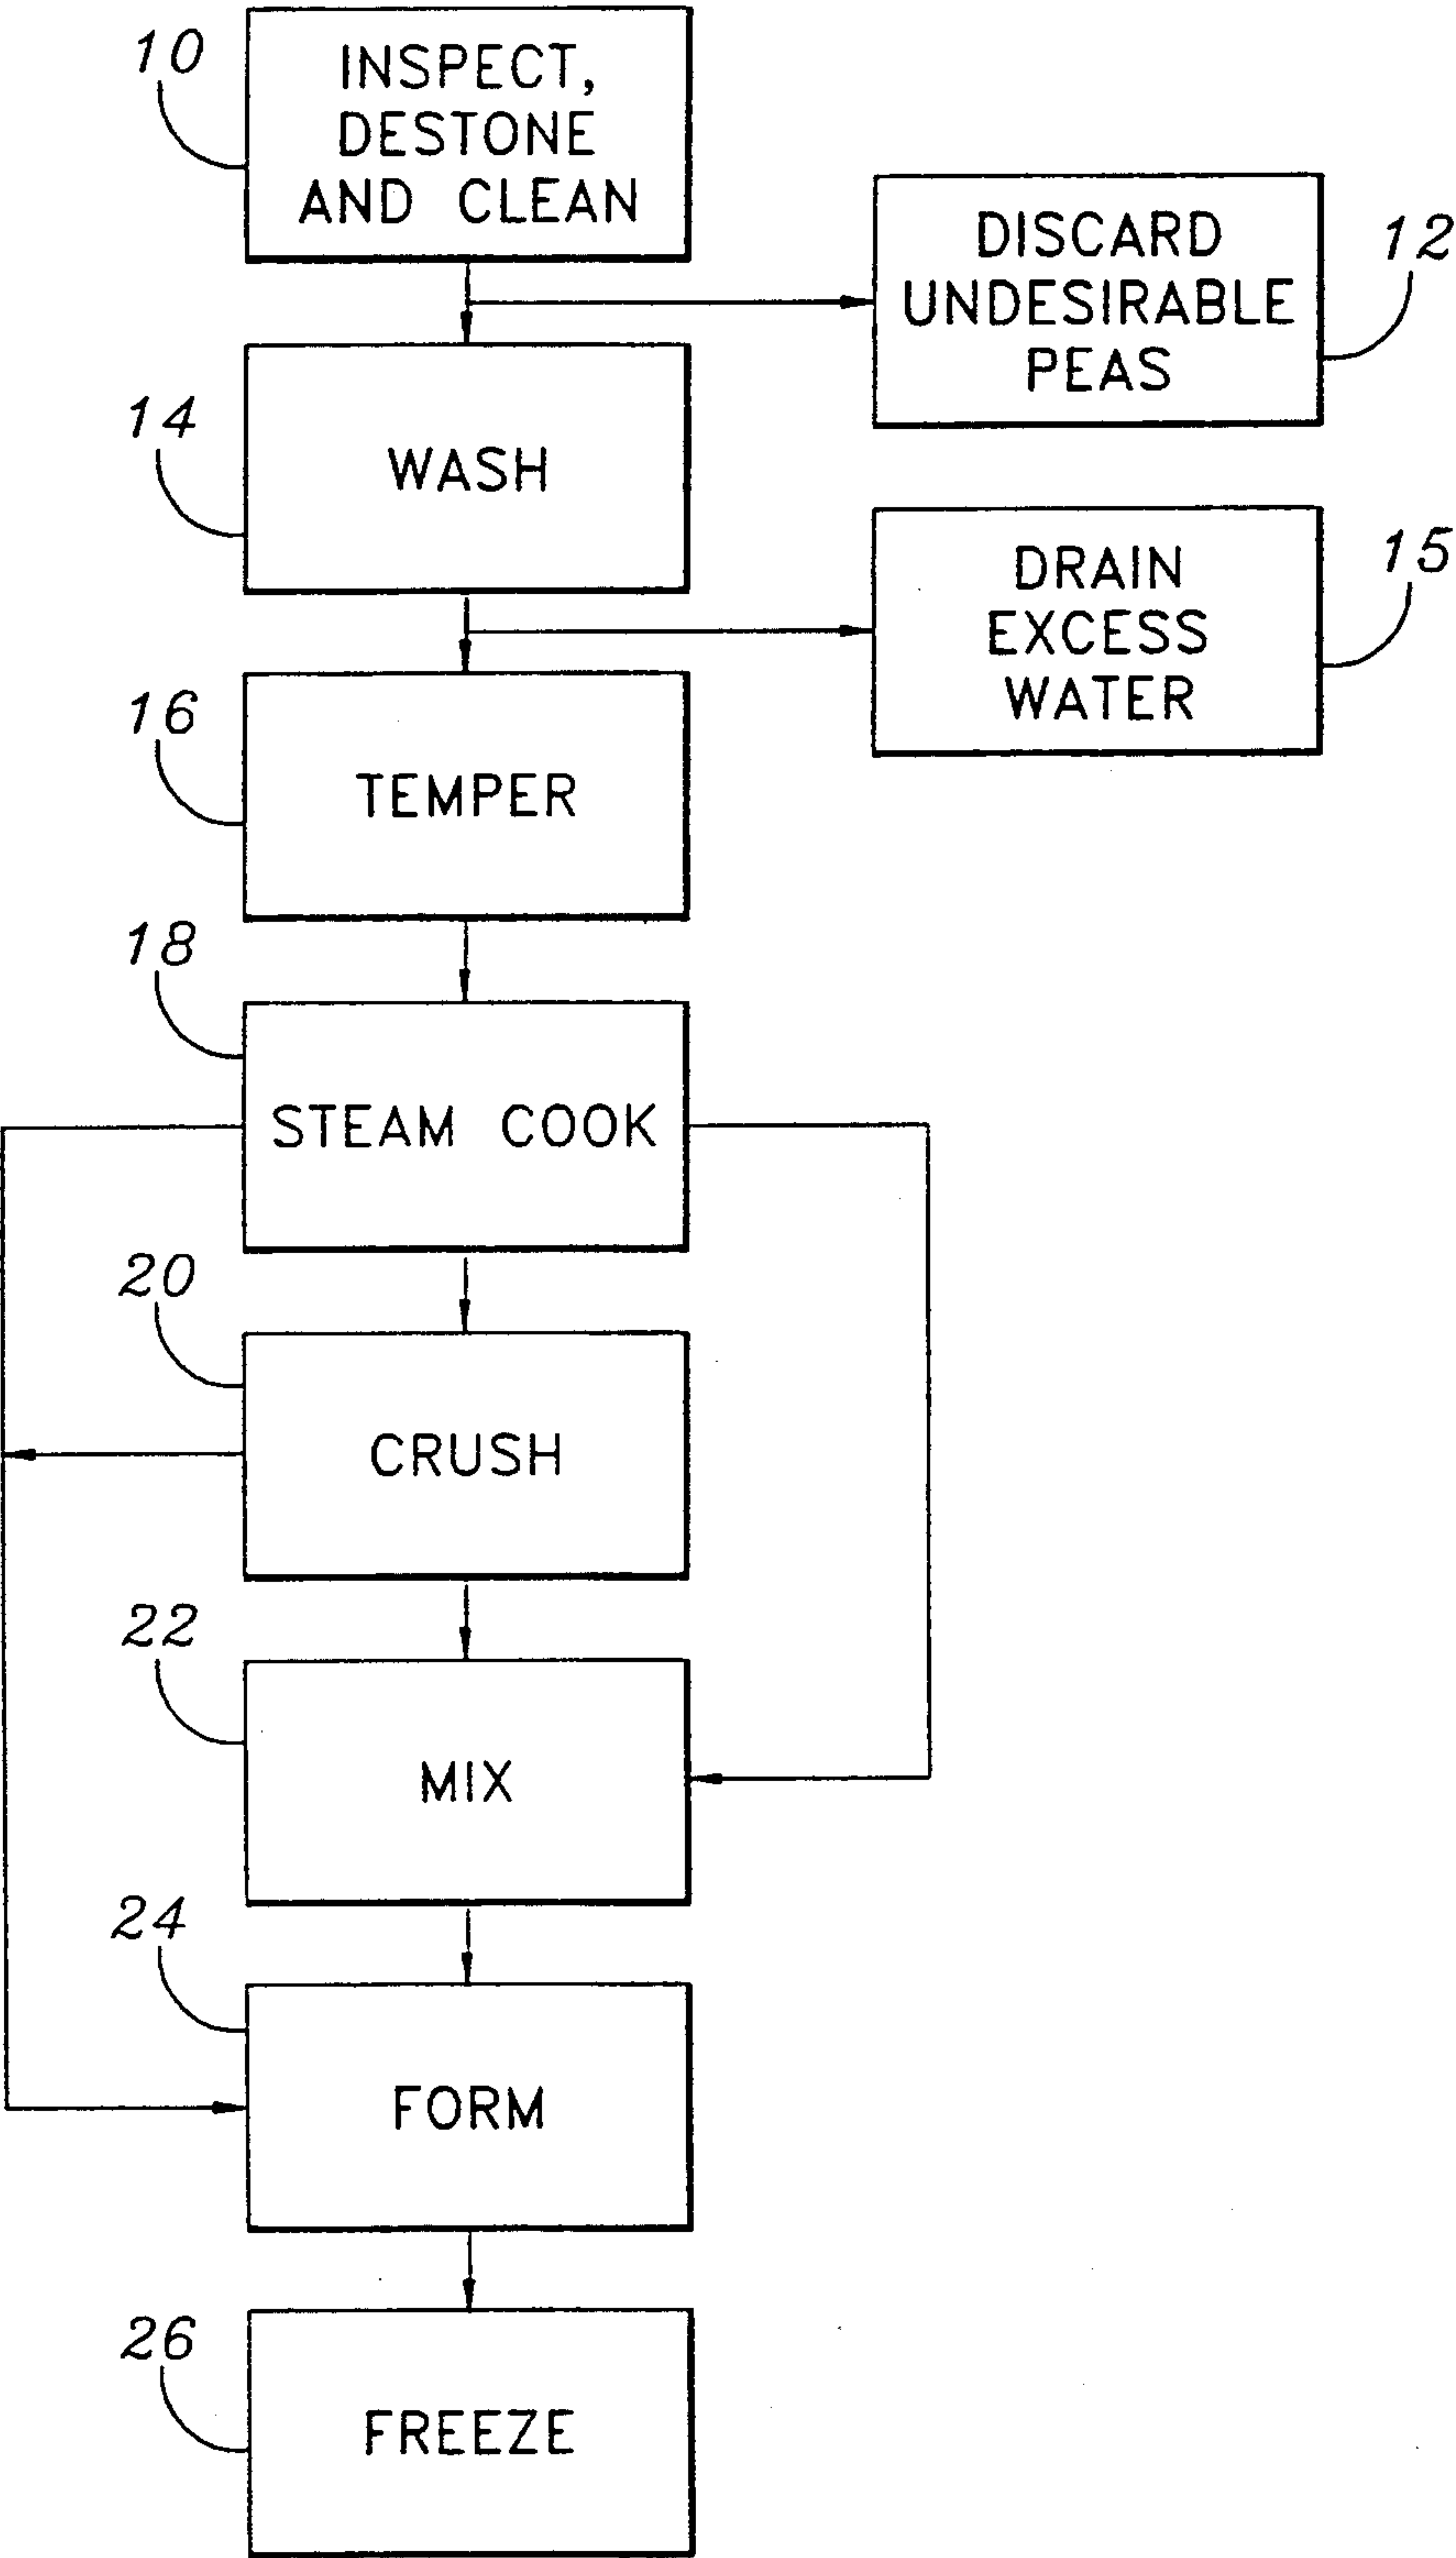 10
INSPECT,
DESTONE
AND CLEAN
DISCARD
UNDESIRABLE
PEAS
12
14
WASH
DRAIN
EXCESS
WATER
15
16
TEMPER
18
STEAM COOK
20
CRUSH
22
MIX
24
FORM
26
FREEZE